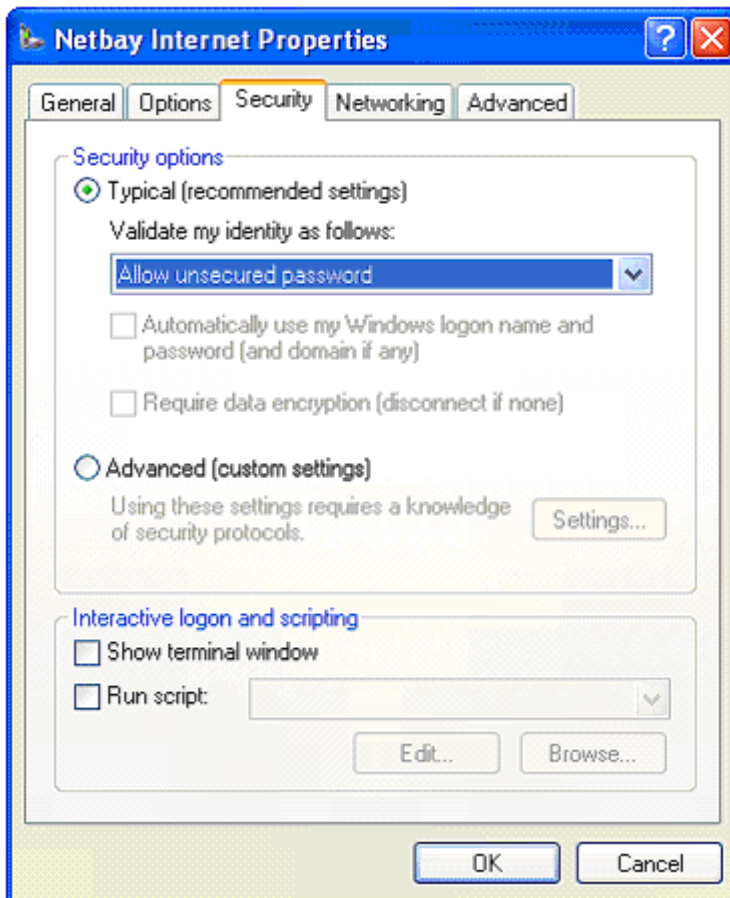 Netbay Internet Properties
General Options Security Networking Advanced
Security options
Typical (recommended settings)
Validate my identity as follows:
Allow unsecured password
Automatically use my Windows logon name and
password (and domain if any)
Require data encryption (disconnect if none)
Advanced (custom settings)
Using these settings requires a knowledge
of security protocols.
Settings...
Interactive logon and scripting
Show terminal window
Run script:
Edit... Browse...
OK Cancel